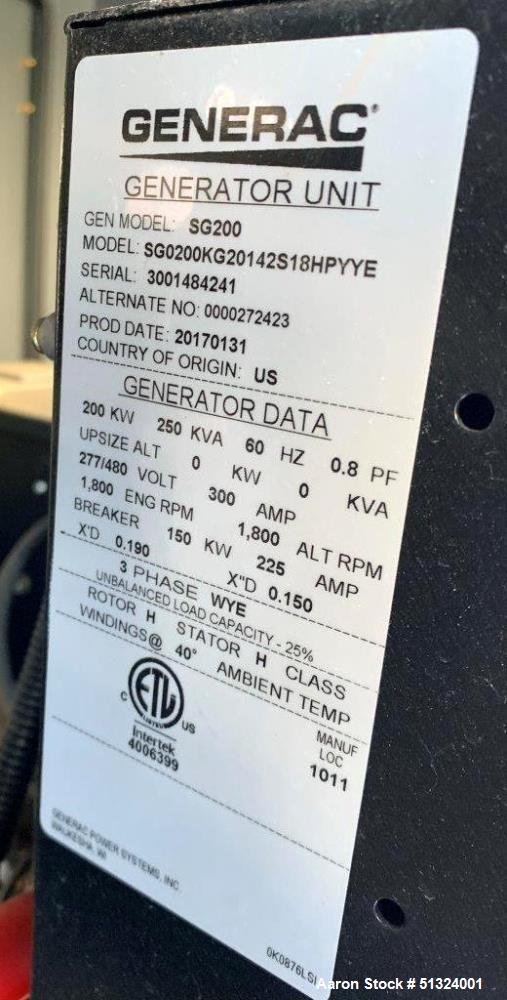 GENERAC®
GENERATOR UNIT
GEN MODEL: SG200
MODEL: SG0200KG20142S18HPYYE
SERIAL: 3001484241
ALTERNATE NO: 0000272423
PROD DATE: 20170131
COUNTRY OF ORIGIN: US
GENERATOR DATA
200 KW 250 KVA 60 HZ 0.8 PF
UPSIZE ALT 0 KW 0 KVA
277/480 VOLT 300 AMP
1,800 ENG RPM 1,800 ALT RPM
BREAKER 150 KW 225 AMP
X'D 0.190 X"D 0.150
3 PHASE WYE
UNBALANCED LOAD CAPACITY - 25%
ROTOR H STATOR H CLASS
WINDINGS@ 40° AMBIENT TEMP
C ETL US
LISTED
Intertek
4006399
MANUF
LOC
1011
GENERAC POWER SYSTEMS, INC.
WAUKESHA, WI
Aaron Stock # 51324001